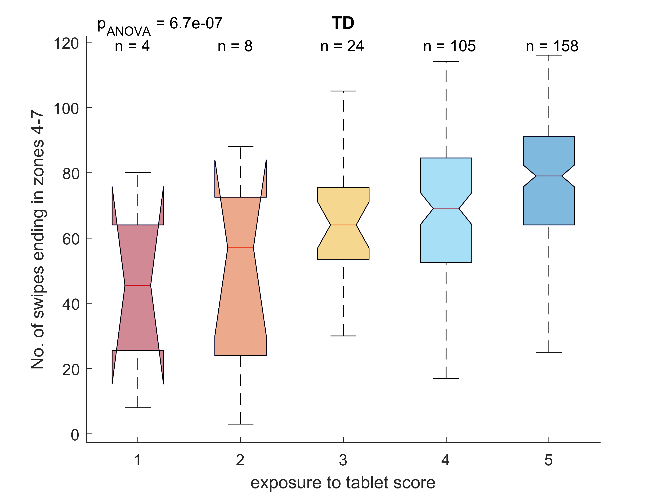 TD
pANOVA = 6.7e-07
n = 4
n = 8
n = 24
n = 105
n = 158
No. of swipes ending in zones 4-7
120
100
80
60
40
20
0
1
2
3
4
5
exposure to tablet score